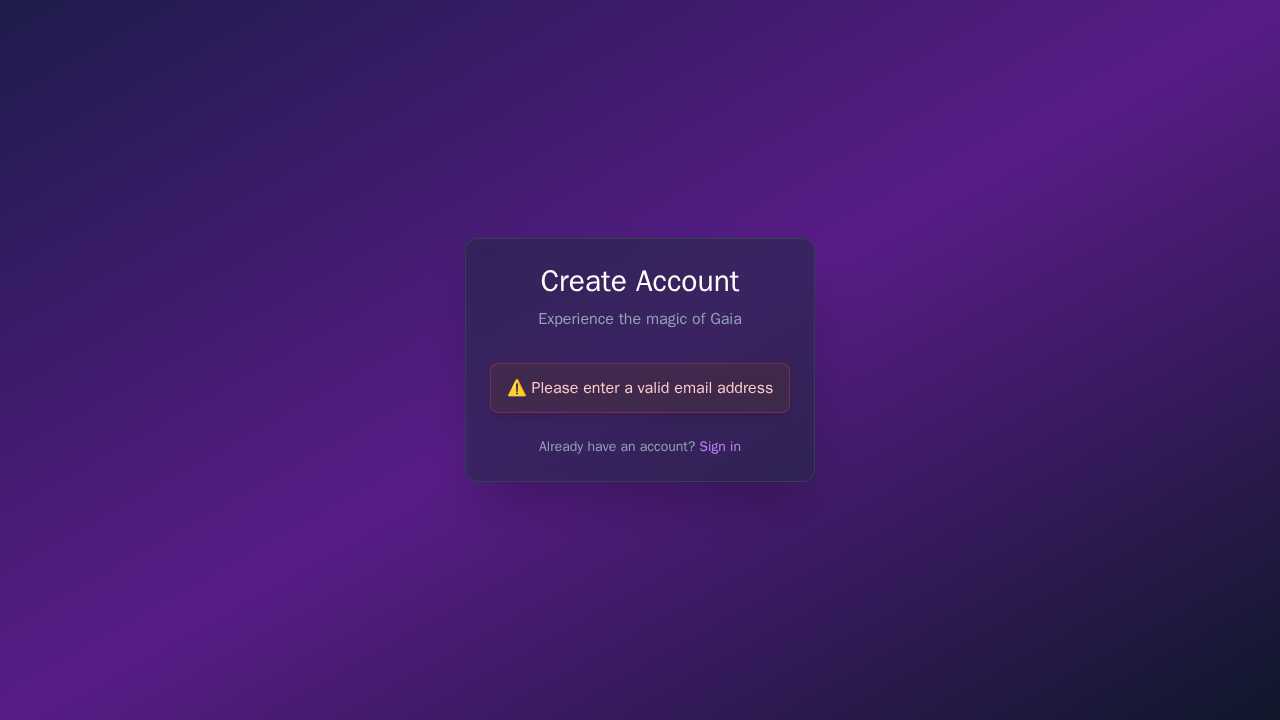 Create Account
Experience the magic of Gaia
⚠️ Please enter a valid email address
Already have an account? Sign in